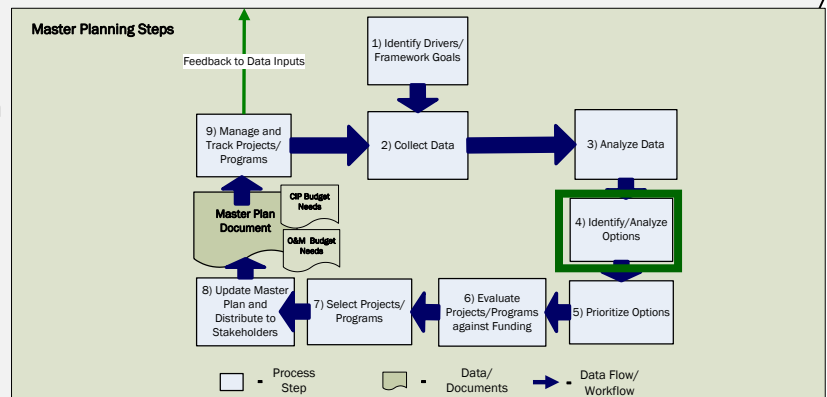 Master Planning Steps
1) Identify Drivers/
Framework Goals
Feedback to Data Inputs
9) Manage and
Track Projects/
Programs
2) Collect Data
3) Analyze Data
CIP Budget
Needs
Master Plan
Document
O&M Budget
Needs
4) Identify/Analyze
Options
8) Update Master
Plan and
Distribute to
Stakeholders
7) Select Projects/
Programs
6) Evaluate
Projects/Programs
against Funding
5) Prioritize Options
- Process
Step
- Data/
Documents
- Data Flow/
Workflow